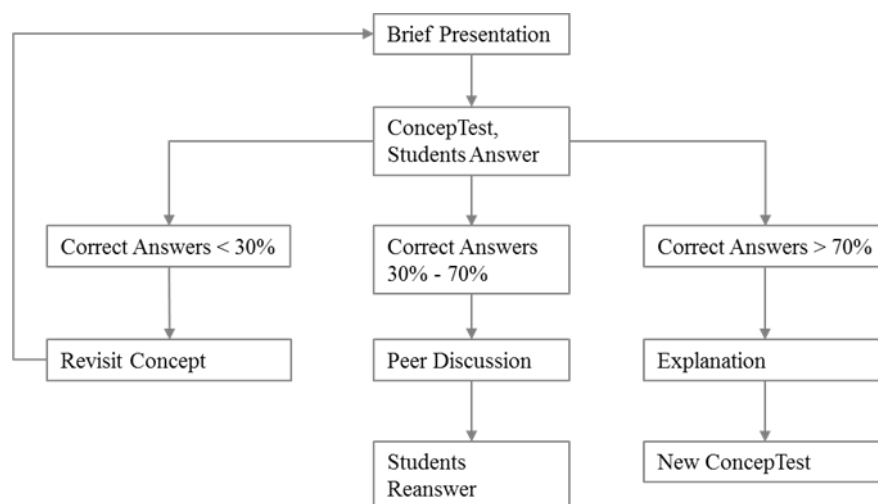 Brief Presentation
ConcepTest,
Students Answer
Correct Answers < 30%
Correct Answers
30% - 70%
Correct Answers > 70%
Revisit Concept
Peer Discussion
Explanation
Students
Reanswer
New ConcepTest